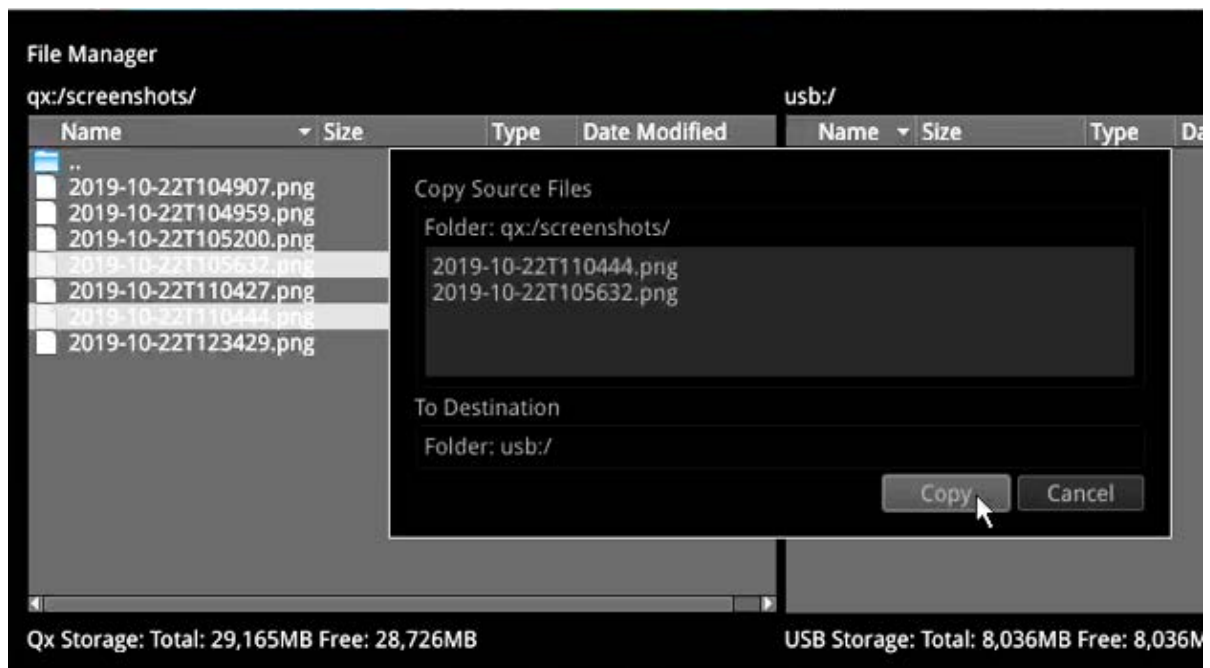 File Manager
qx:/screenshots/
usb:/
Name Size Type Date Modified
Name Size Type Da
..
2019-10-22T104907.png
2019-10-22T104959.png
2019-10-22T105200.png
2019-10-22T105632.png
2019-10-22T110427.png
2019-10-22T110444.png
2019-10-22T123429.png
Copy Source Files
Folder: qx:/screenshots/
2019-10-22T110444.png
2019-10-22T105632.png
To Destination
Folder: usb:/
Copy Cancel
Qx Storage: Total: 29,165MB Free: 28,726MB
USB Storage: Total: 8,036MB Free: 8,036M